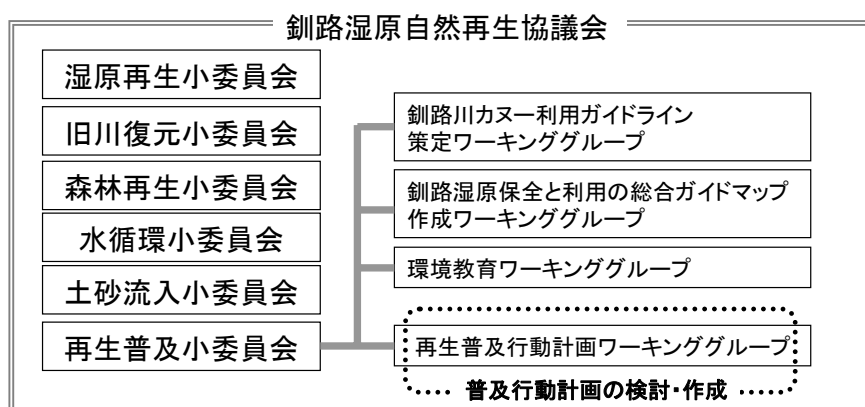 釧路湿原自然再生協議会
湿原再生小委員会
旧川復元小委員会
森林再生小委員会
水循環小委員会
土砂流入小委員会
再生普及小委員会
釧路川カヌー利用ガイドライン
策定ワーキンググループ
釧路湿原保全と利用の総合ガイドマップ
作成ワーキンググループ
環境教育ワーキンググループ
再生普及行動計画ワーキンググループ
普及行動計画の検討・作成